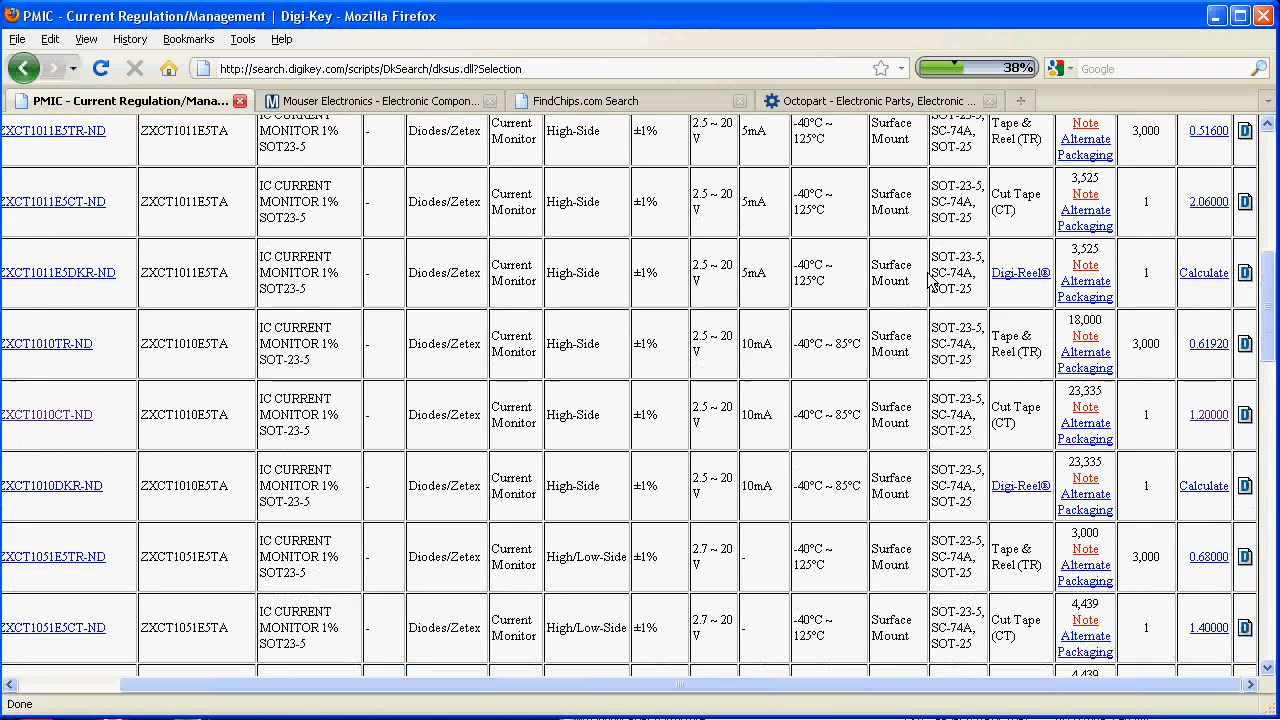 PMIC - Current Regulation/Management | Digi-Key - Mozilla Firefox
File Edit View History Bookmarks Tools Help
http://search.digikey.com/scripts/DkSearch/dksus.dll?Selection
38%
Google
PMIC - Current Regulation/Mana...
Mouser Electronics - Electronic Compon...
FindChips.com Search
Octopart - Electronic Parts, Electronic ...
ZXCT1011E5TR-ND ZXCT1011E5TA MONITOR 1% SOT23-5 - Diodes/Zetex Current Monitor High-Side ±1% 2.5 ~ 20 V 5mA -40°C ~ 125°C Surface Mount SOT-23-5, SC-74A, SOT-25 Tape & Reel (TR) Note Alternate Packaging 3,000 0.51600
ZXCT1011E5CT-ND ZXCT1011E5TA IC CURRENT MONITOR 1% SOT23-5 - Diodes/Zetex Current Monitor High-Side ±1% 2.5 ~ 20 V 5mA -40°C ~ 125°C Surface Mount SOT-23-5, SC-74A, SOT-25 Cut Tape (CT) 3,525 Note Alternate Packaging 1 2.06000
ZXCT1011E5DKR-ND ZXCT1011E5TA IC CURRENT MONITOR 1% SOT23-5 - Diodes/Zetex Current Monitor High-Side ±1% 2.5 ~ 20 V 5mA -40°C ~ 125°C Surface Mount SOT-23-5, SC-74A, SOT-25 Digi-Reel® 3,525 Note Alternate Packaging 1 Calculate
ZXCT1010TR-ND ZXCT1010E5TA IC CURRENT MONITOR 1% SOT-23-5 - Diodes/Zetex Current Monitor High-Side ±1% 2.5 ~ 20 V 10mA -40°C ~ 85°C Surface Mount SOT-23-5, SC-74A, SOT-25 Tape & Reel (TR) 18,000 Note Alternate Packaging 3,000 0.61920
ZXCT1010CT-ND ZXCT1010E5TA IC CURRENT MONITOR 1% SOT-23-5 - Diodes/Zetex Current Monitor High-Side ±1% 2.5 ~ 20 V 10mA -40°C ~ 85°C Surface Mount SOT-23-5, SC-74A, SOT-25 Cut Tape (CT) 23,335 Note Alternate Packaging 1 1.20000
ZXCT1010DKR-ND ZXCT1010E5TA IC CURRENT MONITOR 1% SOT-23-5 - Diodes/Zetex Current Monitor High-Side ±1% 2.5 ~ 20 V 10mA -40°C ~ 85°C Surface Mount SOT-23-5, SC-74A, SOT-25 Digi-Reel® 23,335 Note Alternate Packaging 1 Calculate
ZXCT1051E5TR-ND ZXCT1051E5TA IC CURRENT MONITOR 1% SOT23-5 - Diodes/Zetex Current Monitor High/Low-Side ±1% 2.7 ~ 20 V - -40°C ~ 125°C Surface Mount SOT-23-5, SC-74A, SOT-25 Tape & Reel (TR) 3,000 Note Alternate Packaging 3,000 0.68000
ZXCT1051E5CT-ND ZXCT1051E5TA IC CURRENT MONITOR 1% SOT23-5 - Diodes/Zetex Current Monitor High/Low-Side ±1% 2.7 ~ 20 V - -40°C ~ 125°C Surface Mount SOT-23-5, SC-74A, SOT-25 Cut Tape (CT) 4,439 Note Alternate Packaging 1 1.40000
Done